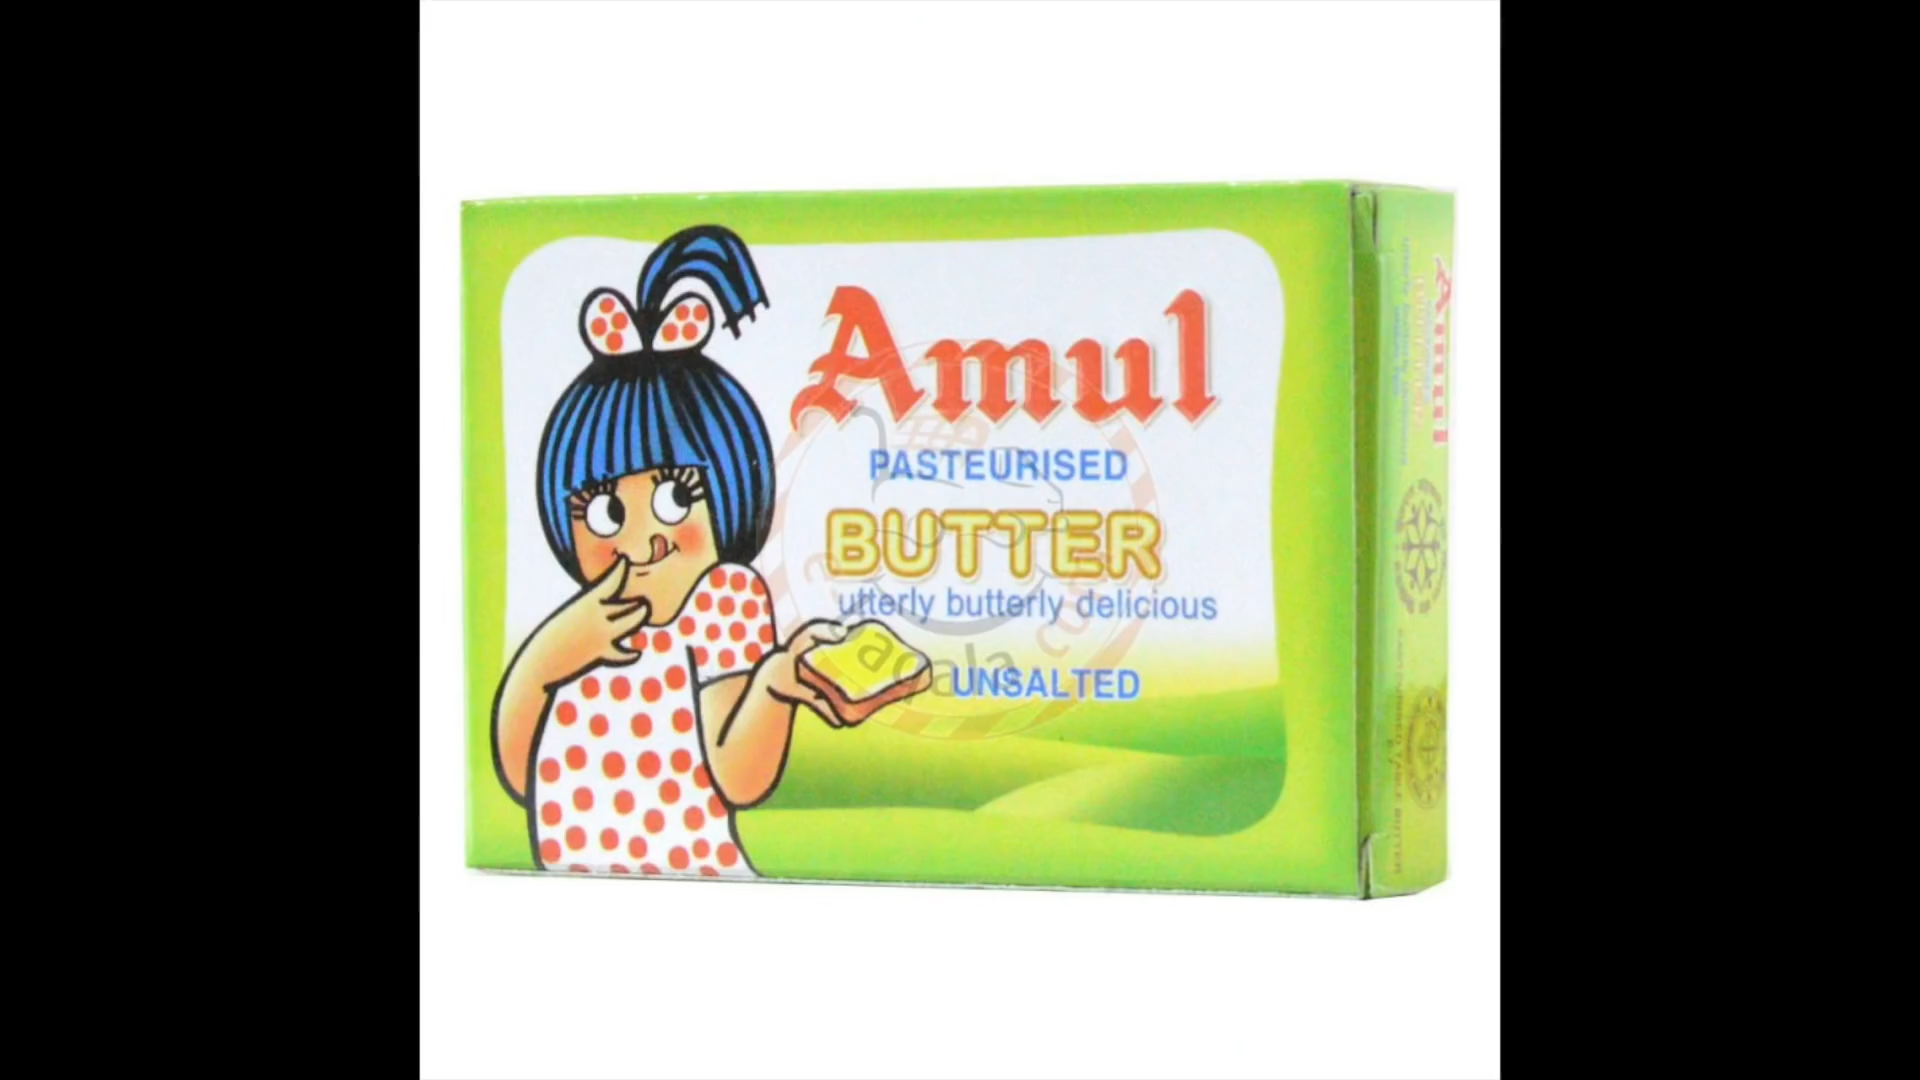 Amul
PASTEURISED
BUTTER
utterly butterly delicious
UNSALTED
Amul